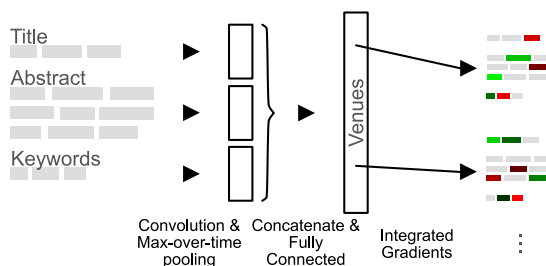 Title
Abstract
Keywords
Venues
Convolution &
Max-over-time
pooling
Concatenate &
Fully
Connected
Integrated
Gradients